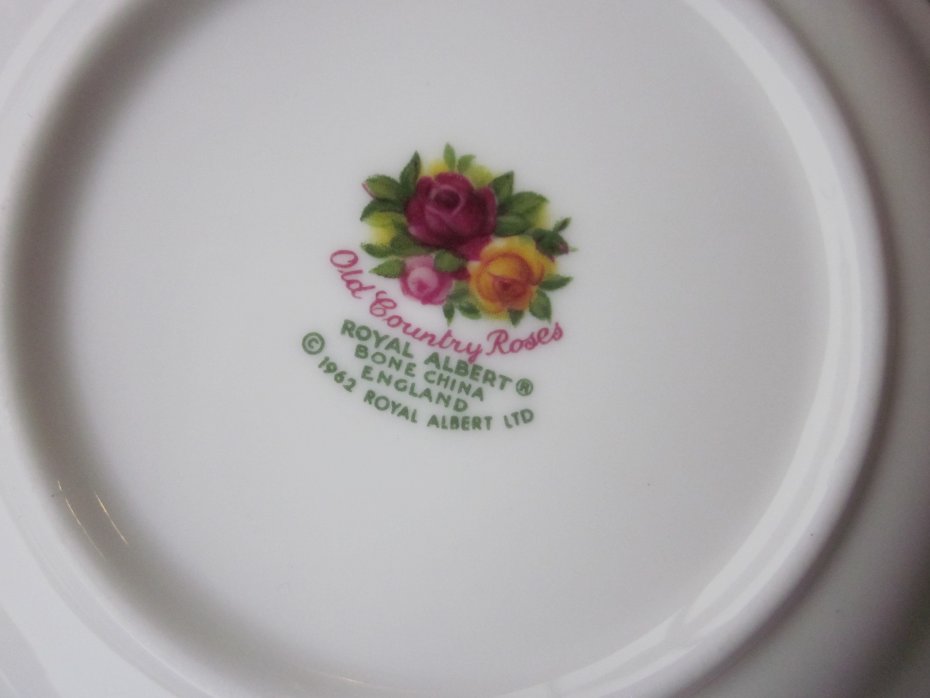 Old Country Roses
ROYAL ALBERT®
BONE CHINA
ENGLAND
© 1962 ROYAL ALBERT LTD